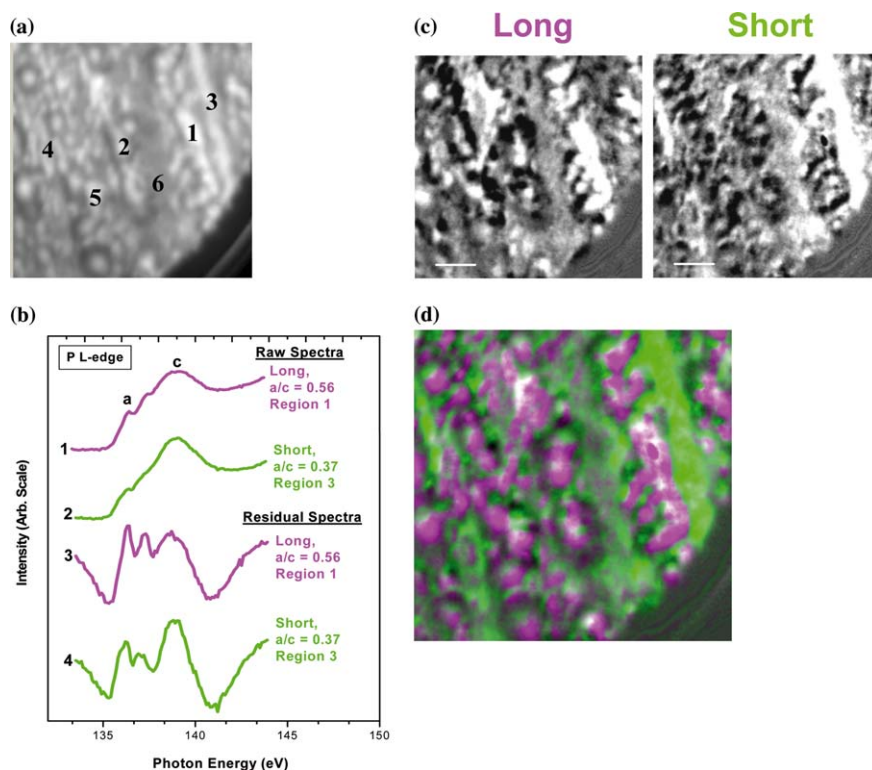 (a)
3
1
4
2
6
5
(c)
Long
Short
(b)
P L-edge
a
c
Raw Spectra
Long,
a/c = 0.56
Region 1
1
Short,
a/c = 0.37
Region 3
2
Residual Spectra
Long,
a/c = 0.56
Region 1
3
Short,
a/c = 0.37
Region 3
4
Intensity (Arb. Scale)
135
140
145
150
Photon Energy (eV)
(d)